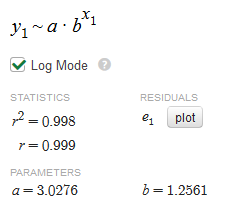 y₁ ~ a · b^x₁
Log Mode ?
STATISTICS RESIDUALS
r² = 0.998 e₁ plot
r = 0.999
PARAMETERS
a = 3.0276 b = 1.2561